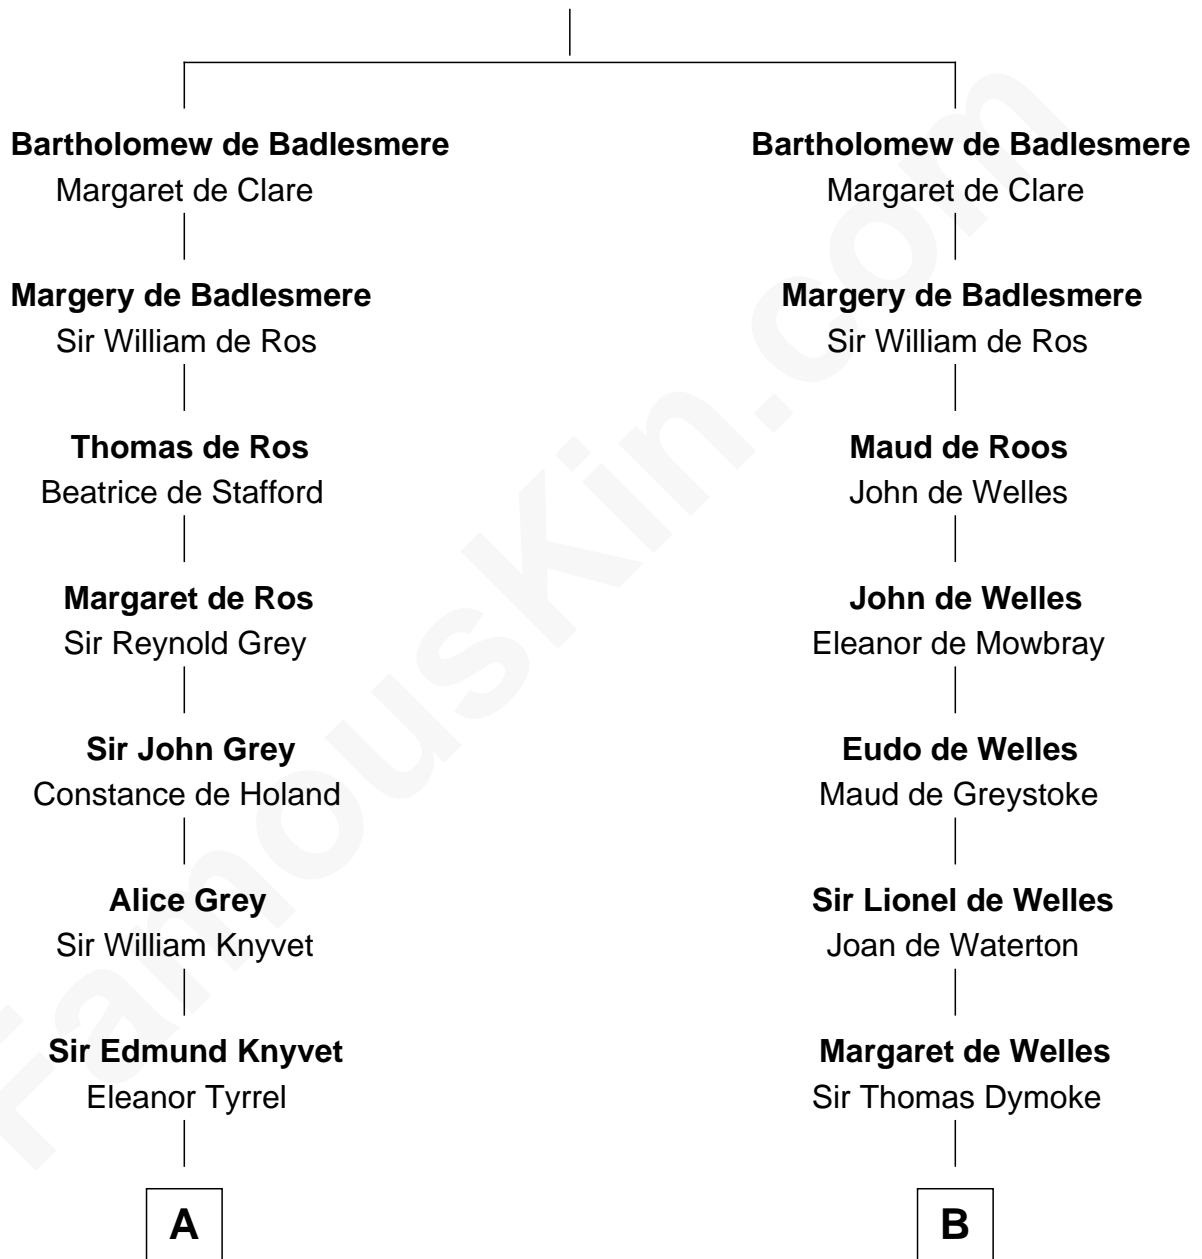 Bartholomew de Badlesmere
Margaret de Clare
Margery de Badlesmere
Sir William de Ros
Thomas de Ros
Beatrice de Stafford
Margaret de Ros
Sir Reynold Grey
Sir John Grey
Constance de Holand
Alice Grey
Sir William Knyvet
Sir Edmund Knyvet
Eleanor Tyrrel
A
Bartholomew de Badlesmere
Margaret de Clare
Margery de Badlesmere
Sir William de Ros
Maud de Roos
John de Welles
John de Welles
Eleanor de Mowbray
Eudo de Welles
Maud de Greystoke
Sir Lionel de Welles
Joan de Waterton
Margaret de Welles
Sir Thomas Dymoke
B
FamousKin.com